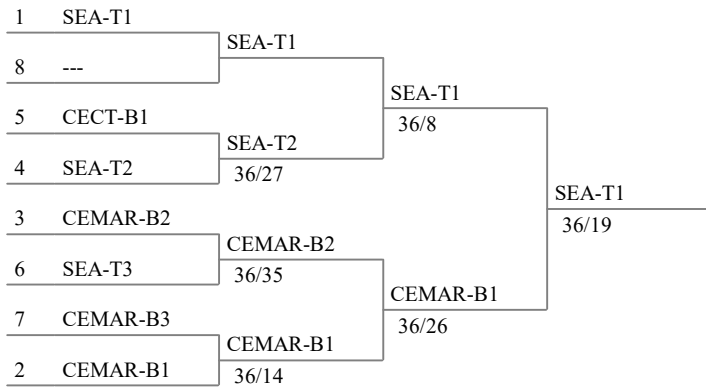 1 SEA-T1
SEA-T1
8 ---
SEA-T1
36/8
5 CECT-B1
SEA-T2
36/27
4 SEA-T2
SEA-T1
36/19
3 CEMAR-B2
CEMAR-B2
36/35
6 SEA-T3
CEMAR-B1
36/26
7 CEMAR-B3
CEMAR-B1
36/14
2 CEMAR-B1